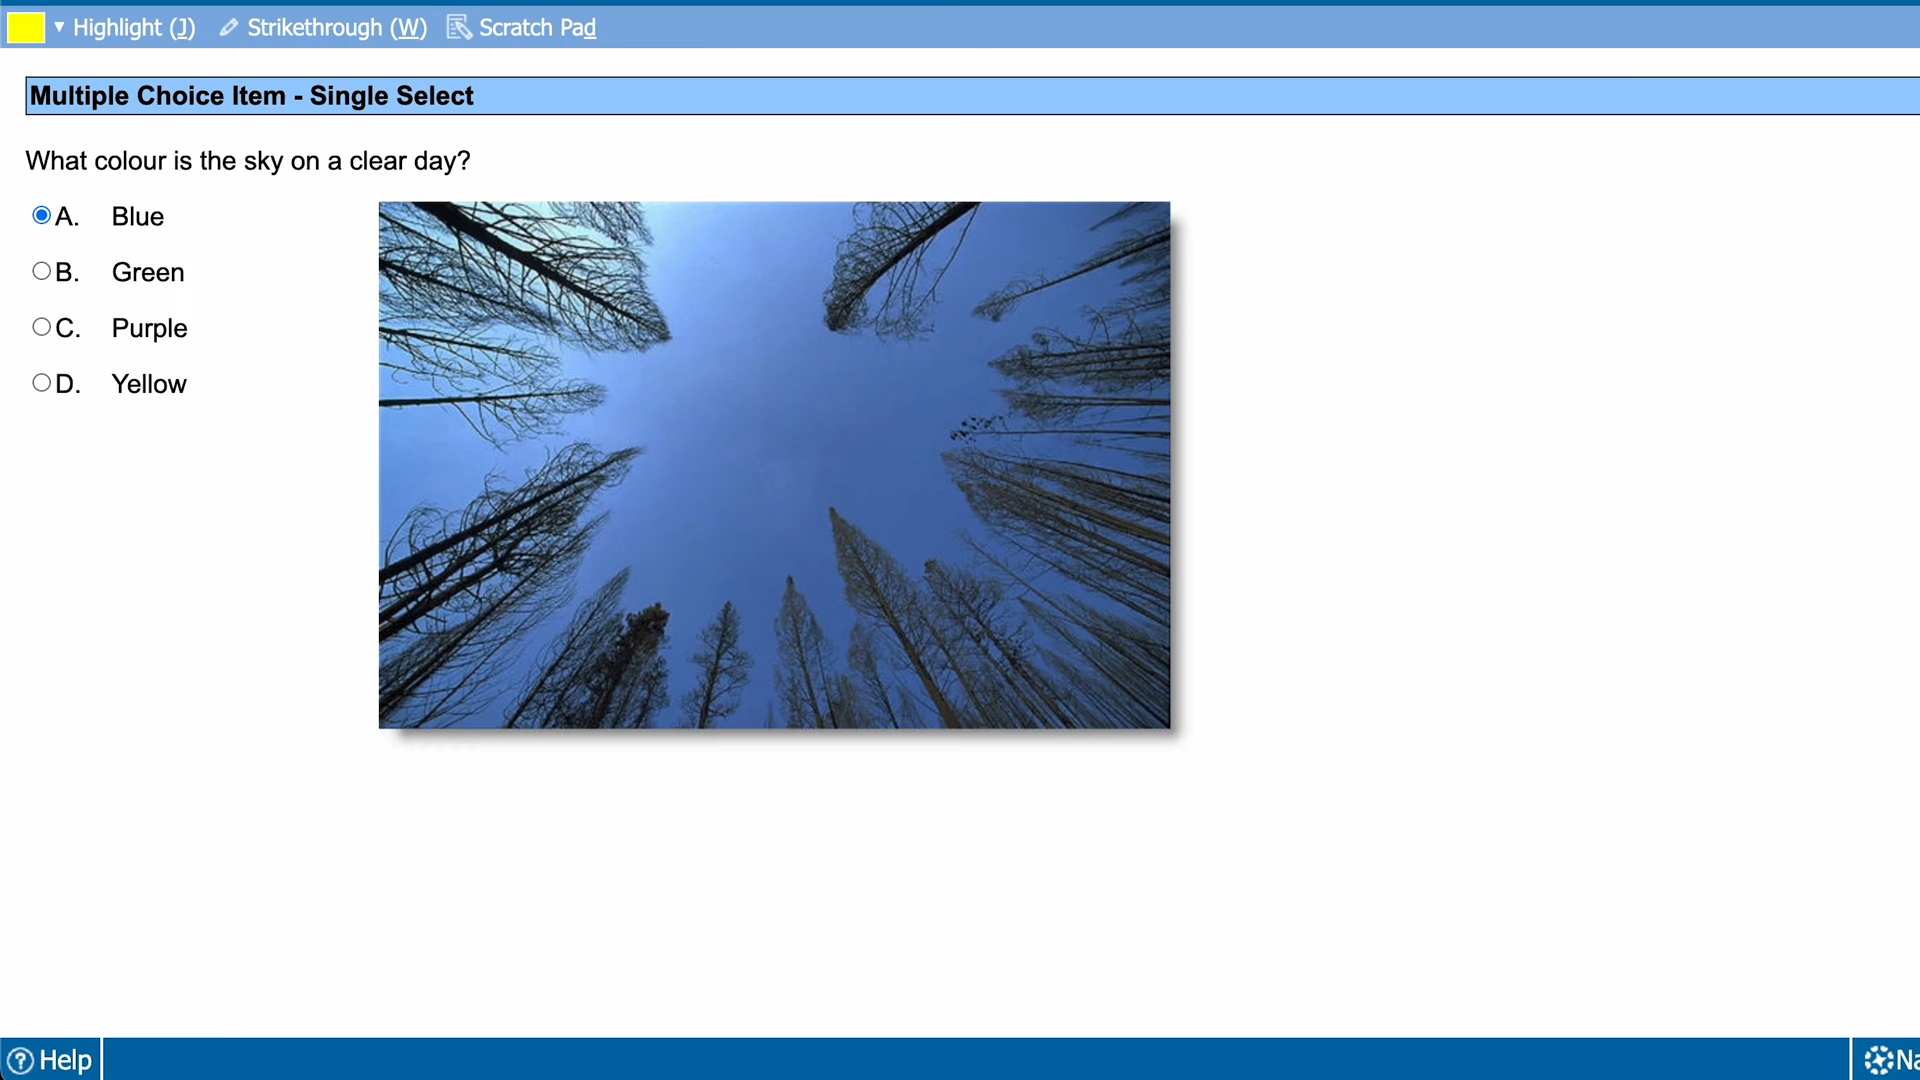 Highlight (J) Strikethrough (W) Scratch Pad
Multiple Choice Item - Single Select
What colour is the sky on a clear day?
A. Blue
B. Green
C. Purple
D. Yellow
Help